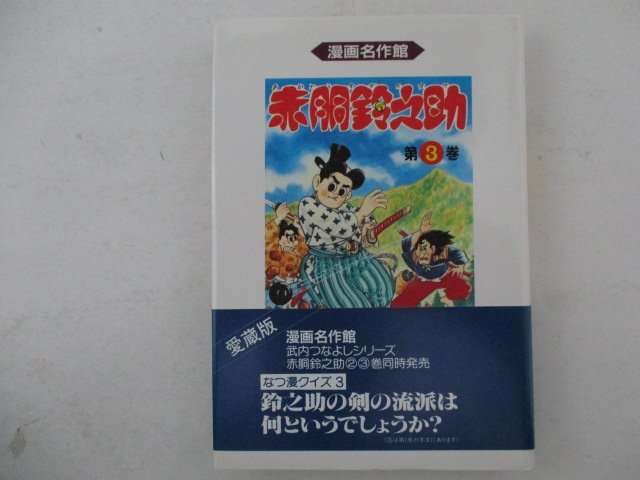 漫画名作館
赤胴鈴之助
第3巻
愛蔵版
漫画名作館
武内つなよしシリーズ
赤胴鈴之助②③巻同時発売
なつ漫クイズ3
鈴之助の剣の流派は
何というでしょうか?